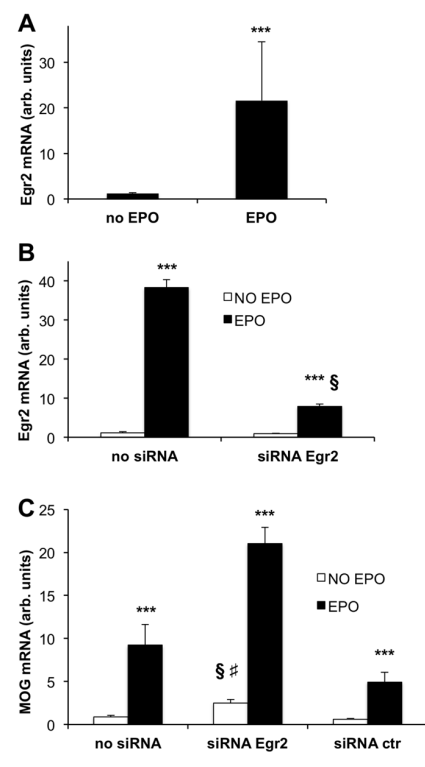 A
Egr2 mRNA (arb. units)
30
20
10
0
***
no EPO EPO
B
Egr2 mRNA (arb. units)
40
30
20
10
0
***
NO EPO
EPO
*** §
no siRNA siRNA Egr2
C
MOG mRNA (arb. units)
25
20
15
10
5
0
***
***
NO EPO
EPO
§ ♯
***
no siRNA siRNA Egr2 siRNA ctr